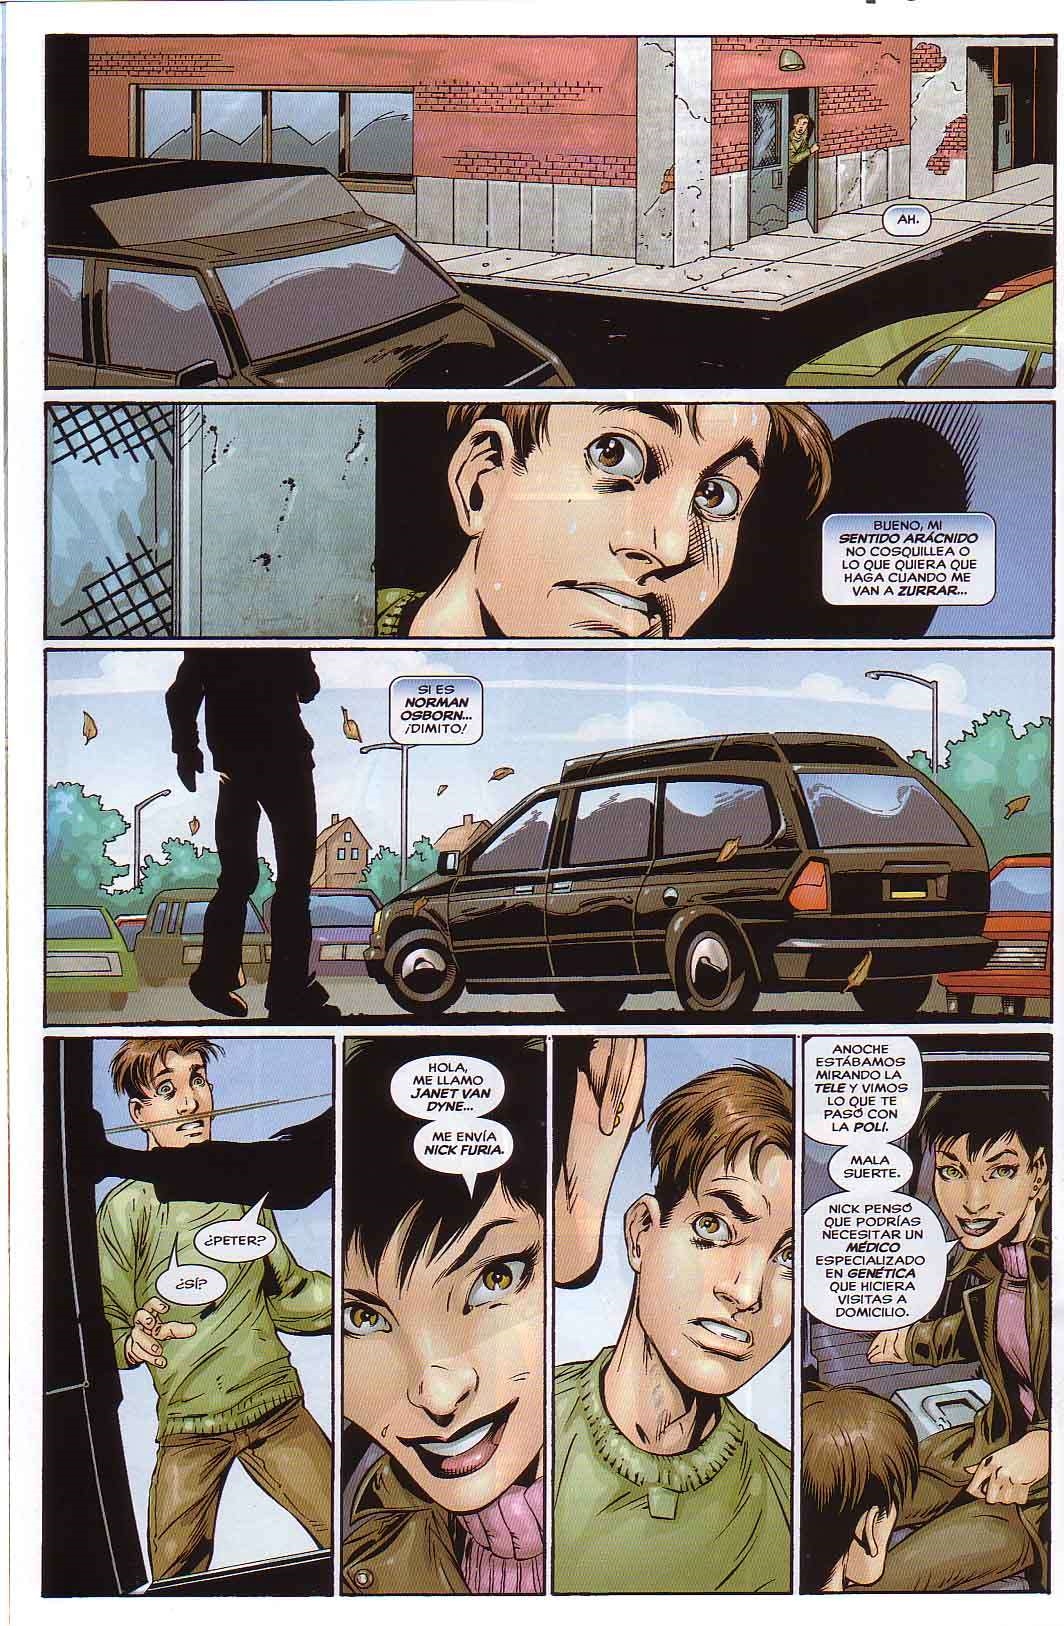 AH.
BUENO, MI
SENTIDO ARÁCNIDO
NO COSQUILLEA O
LO QUE QUIERA QUE
HAGA CUANDO ME
VAN A ZURRAR...
SI ES
NORMAN
OSBORN...
¡DIMITO!
¿PETER?
¿SÍ?
HOLA,
ME LLAMO
JANET VAN
DYNE...
ME ENVÍA
NICK FURIA.
ANOCHE
ESTÁBAMOS
MIRANDO LA
TELE Y VIMOS
LO QUE TE
PASÓ CON
LA POLI.
MALA
SUERTE.
NICK PENSÓ
QUE PODRÍAS
NECESITAR UN
MÉDICO
ESPECIALIZADO
EN GENÉTICA
QUE HICIERA
VISITAS A
DOMICILIO.